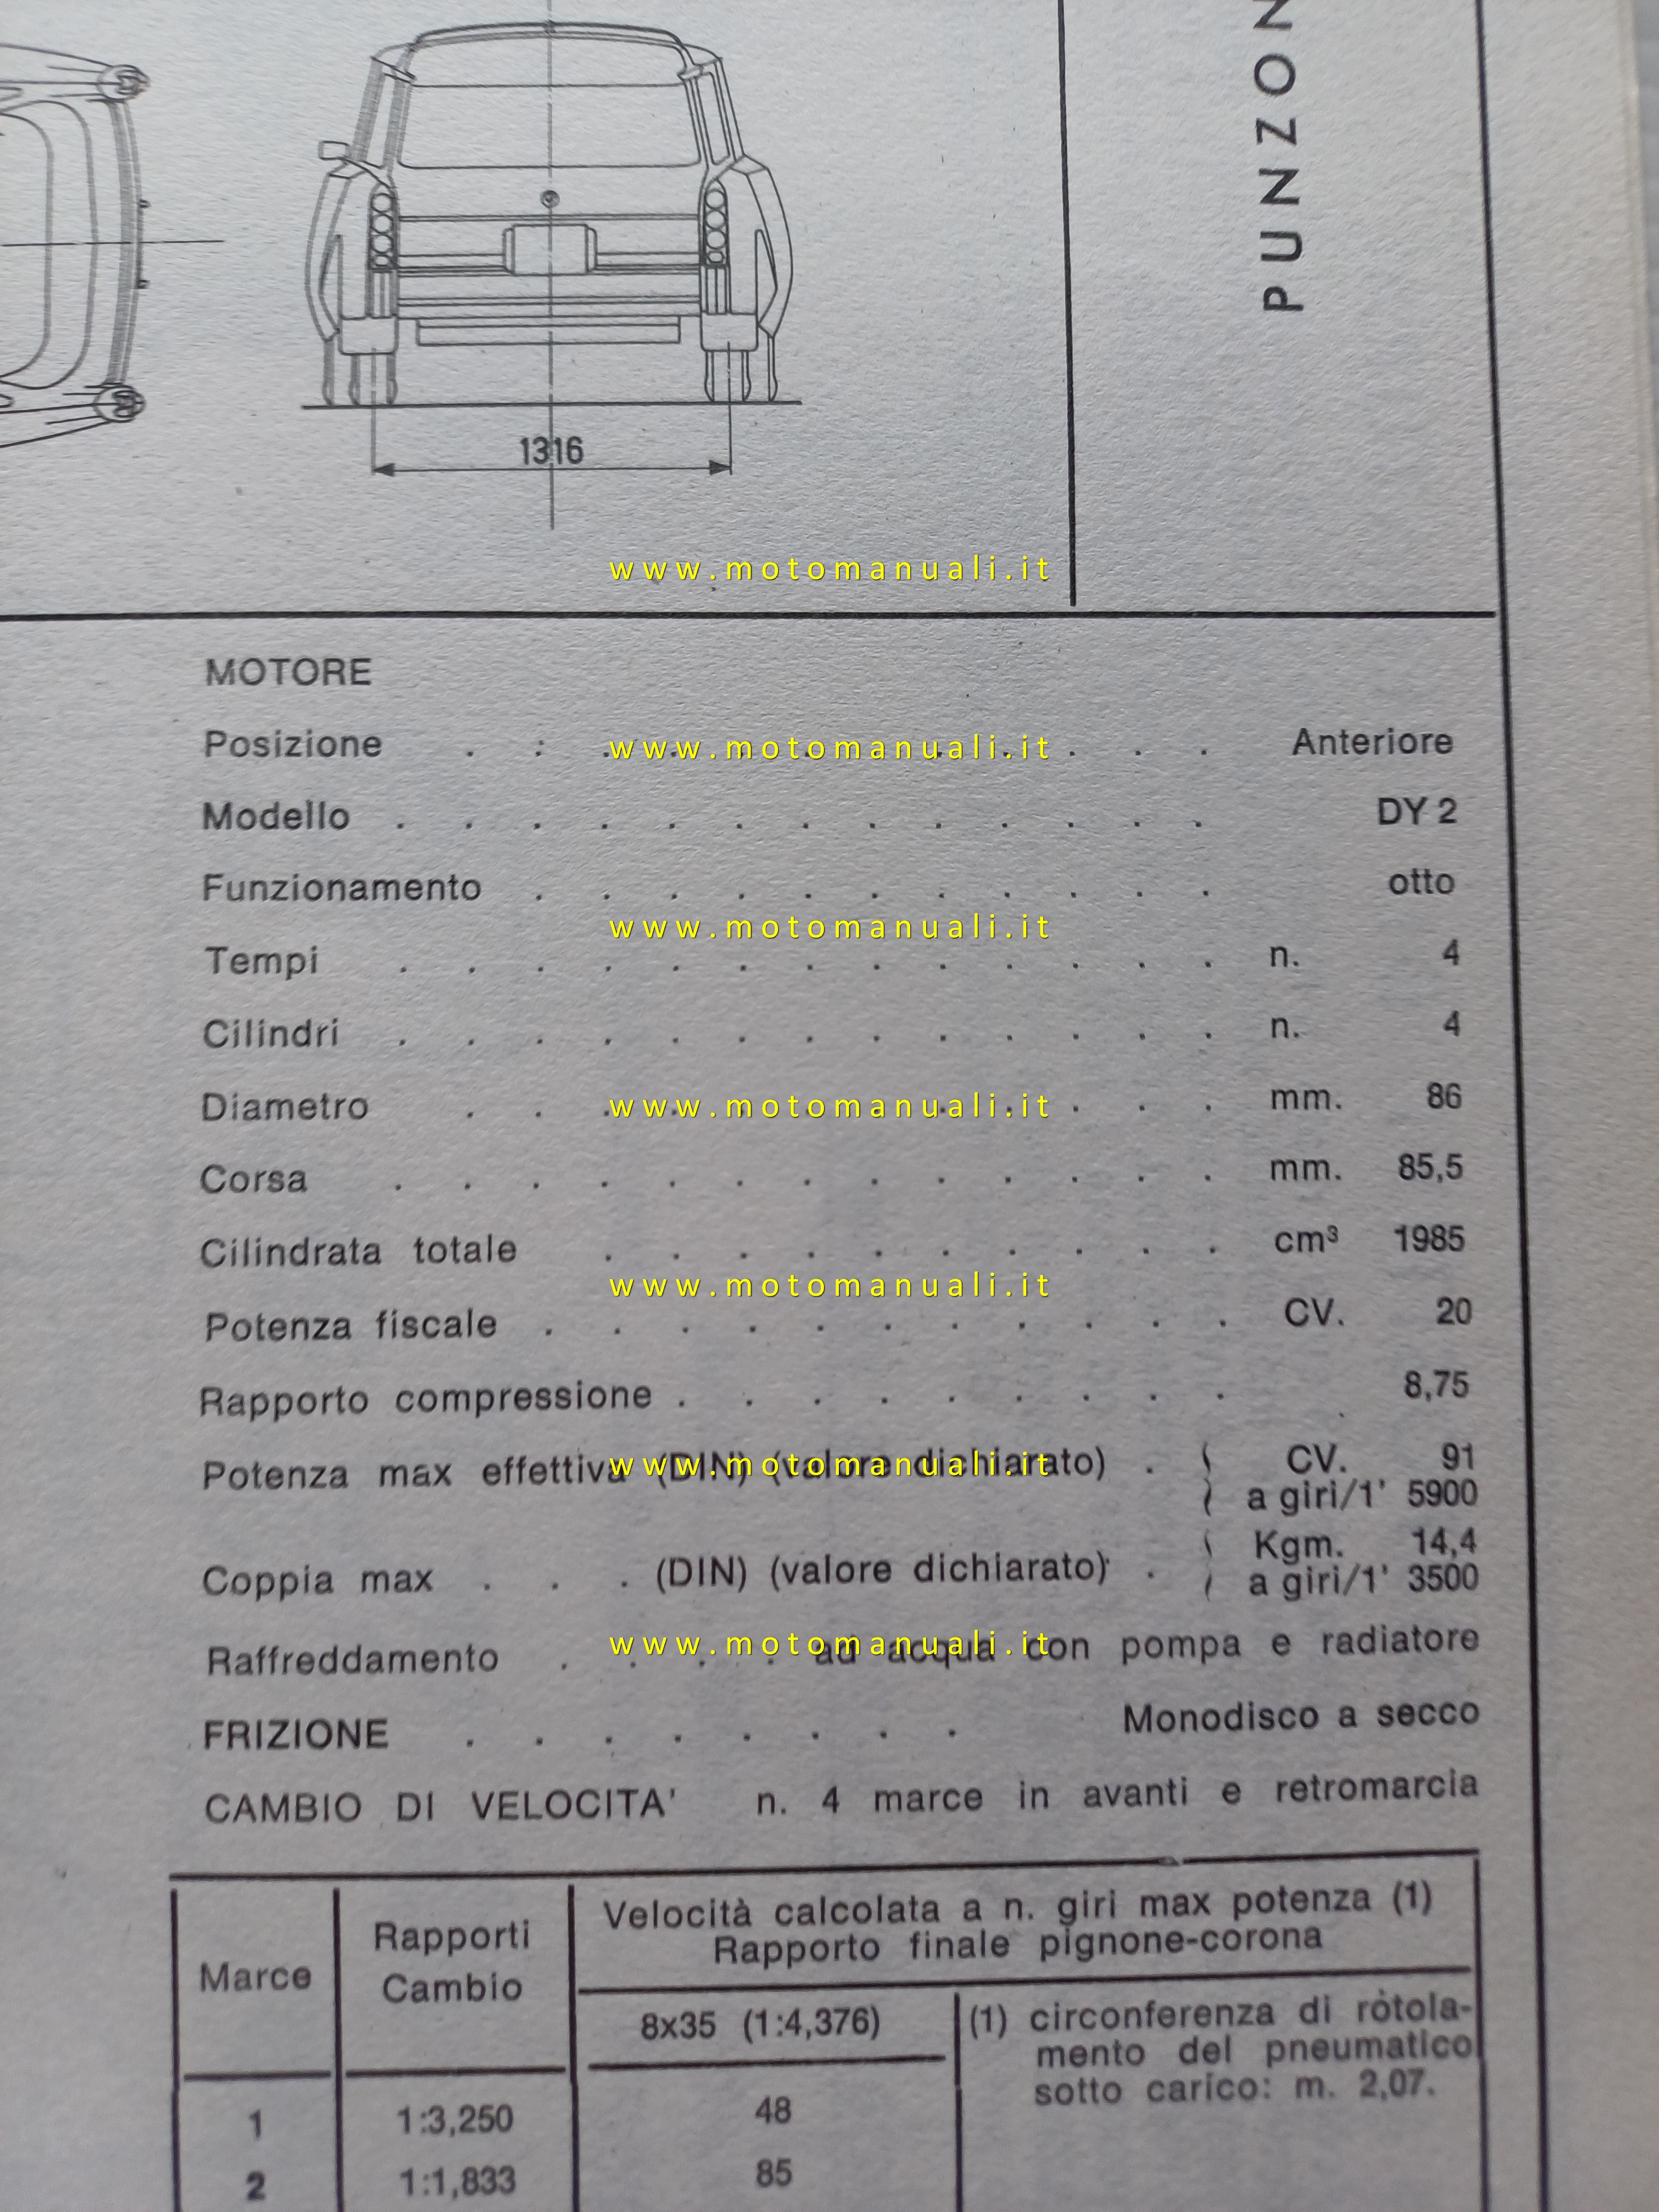 PUNZON
1316
www.motomanuali.it
MOTORE
Posizione . : . . . . . . . . . . Anteriore
www.motomanuali.it
Modello . . . . . . . . . . . . . DY 2
Funzionamento . . . . . . . . . . . otto
www.motomanuali.it
Tempi . . . . . . . . . . . . . n. 4
Cilindri . . . . . . . . . . . . . n. 4
Diametro . . . . . . . . . . . . mm. 86
www.motomanuali.it
Corsa . . . . . . . . . . . . . mm. 85,5
Cilindrata totale . . . . . . . . . . cm³ 1985
www.motomanuali.it
Potenza fiscale . . . . . . . . . . . CV. 20
Rapporto compressione . . . . . . . . . 8,75
Potenza max effettiva (DIN) (valore dichiarato) . CV. 91
www.motomanuali.it
a giri/1' 5900
Kgm. 14,4
Coppia max . . . (DIN) (valore dichiarato) . a giri/1' 3500
Raffreddamento . . . . ad acqua con pompa e radiatore
www.motomanuali.it
FRIZIONE . . . . . . . . Monodisco a secco
CAMBIO DI VELOCITA' n. 4 marce in avanti e retromarcia
Velocità calcolata a n. giri max potenza (1)
Rapporto finale pignone-corona
Marce
Rapporti
Cambio
8x35 (1:4,376)
(1) circonferenza di rotola-
mento del pneumatico
sotto carico: m. 2,07.
1 1:3,250 48
2 1:1,833 85